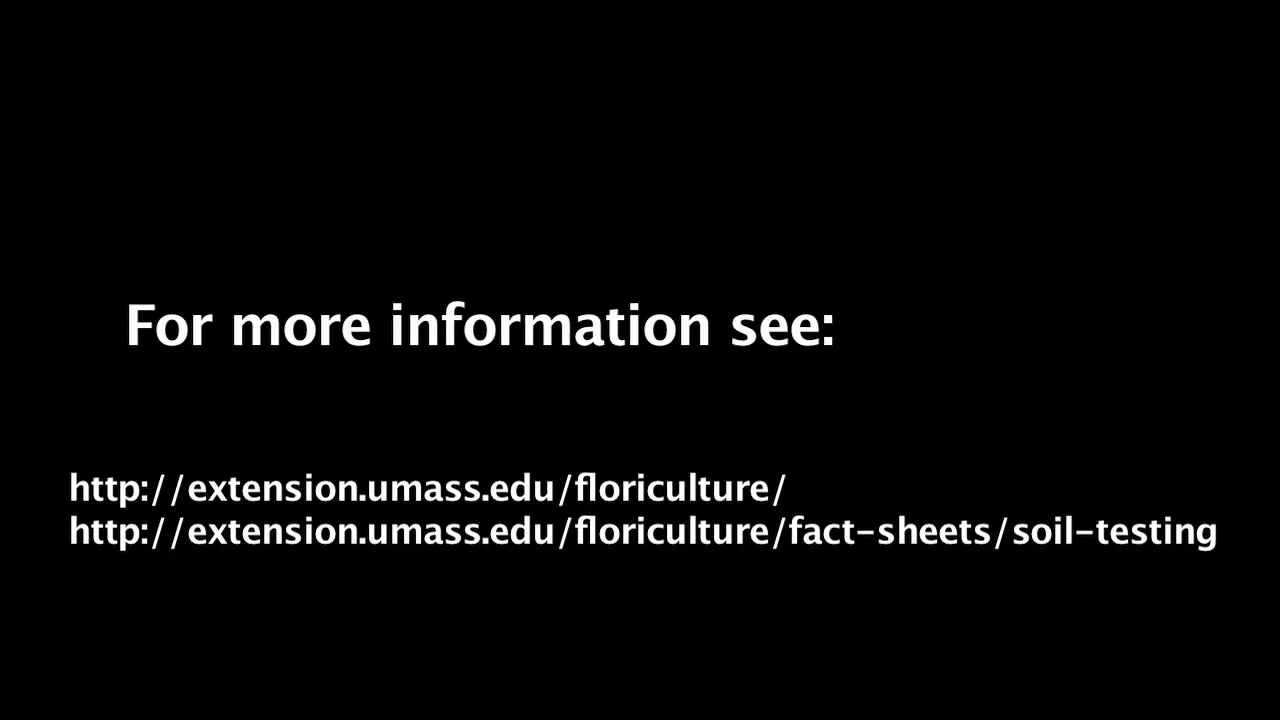 For more information see:
http://extension.umass.edu/floriculture/
http://extension.umass.edu/floriculture/fact-sheets/soil-testing